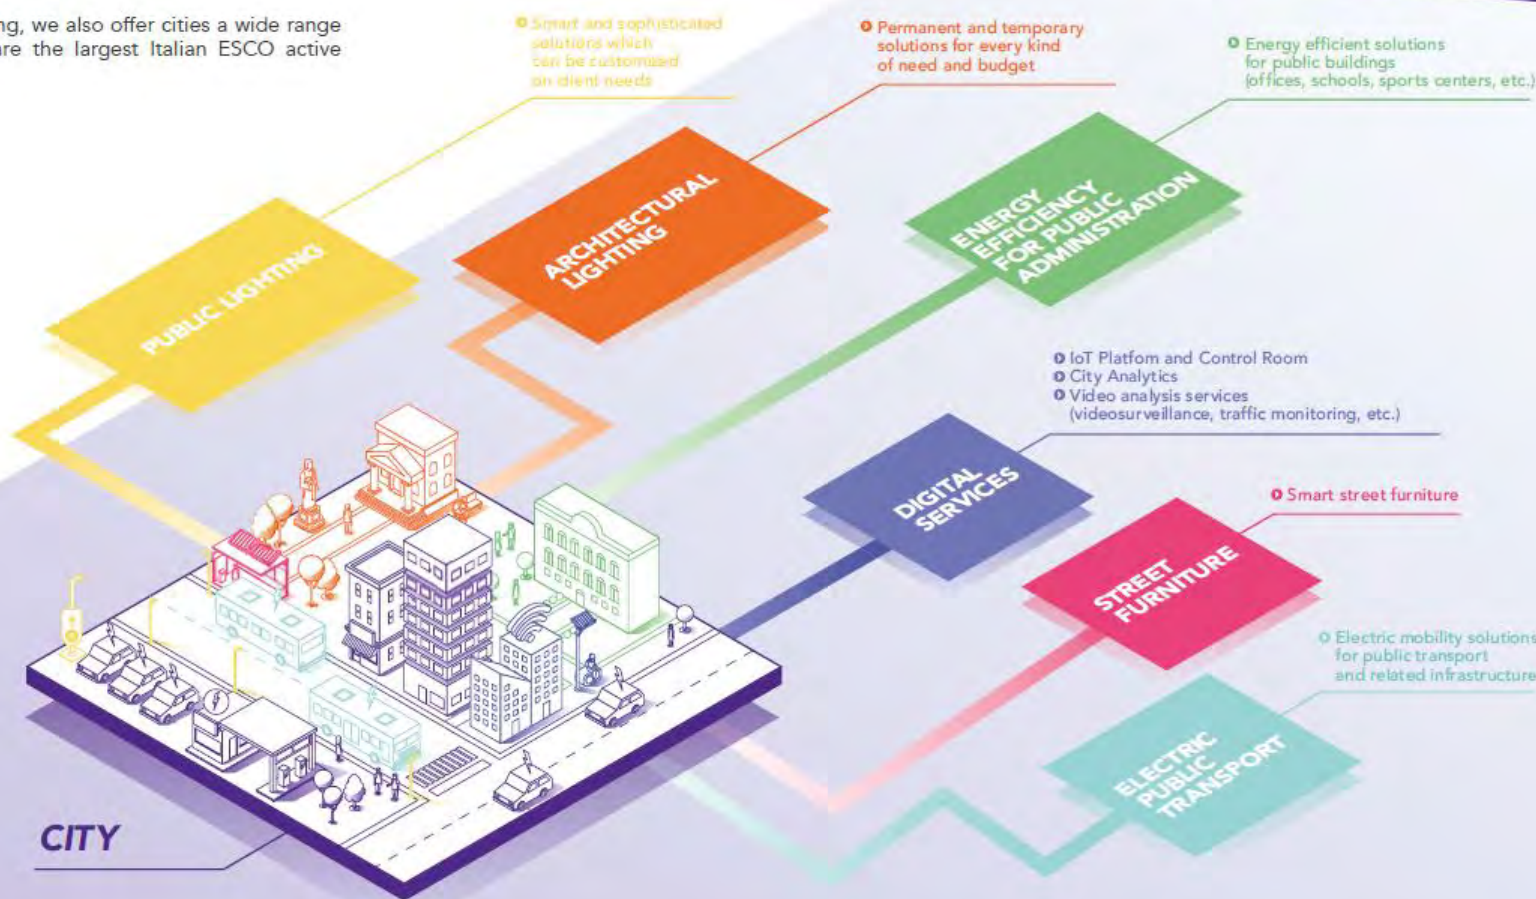 ng, we also offer cities a wide range
are the largest Italian ESCO active
Smart and sophisticated
solutions which
can be customized
on client needs
Permanent and temporary
solutions for every kind
of need and budget
Energy efficient solutions
for public buildings
(offices, schools, sports centers, etc.)
PUBLIC LIGHTING
ARCHITECTURAL
LIGHTING
ENERGY
EFFICIENCY
FOR PUBLIC
ADMINISTRATION
IoT Platfom and Control Room
City Analytics
Video analysis services
(videosurveillance, traffic monitoring, etc.)
DIGITAL
SERVICES
Smart street furniture
STREET
FURNITURE
Electric mobility solutions
for public transport
and related infrastructure
ELECTRIC
PUBLIC
TRANSPORT
CITY